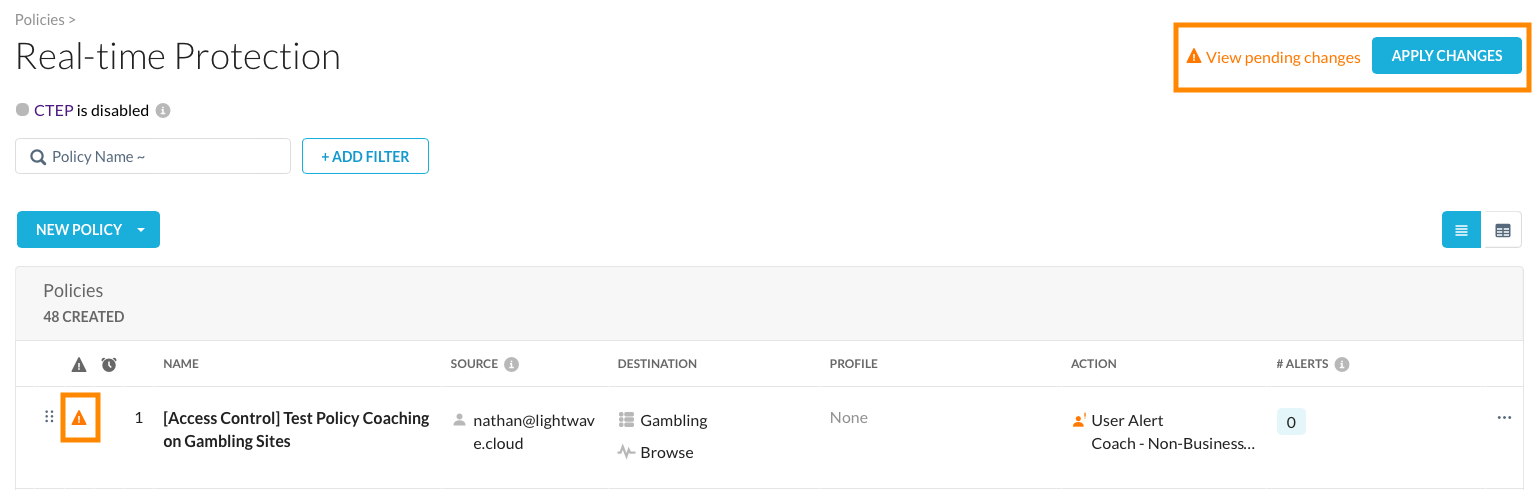 Policies >
Real-time Protection
View pending changes
APPLY CHANGES
CTEP is disabled
Policy Name ~
+ ADD FILTER
NEW POLICY
Policies
48 CREATED
NAME SOURCE DESTINATION PROFILE ACTION # ALERTS
1 [Access Control] Test Policy Coaching nathan@lightwav Gambling None User Alert 0
on Gambling Sites e.cloud Browse Coach - Non-Business...